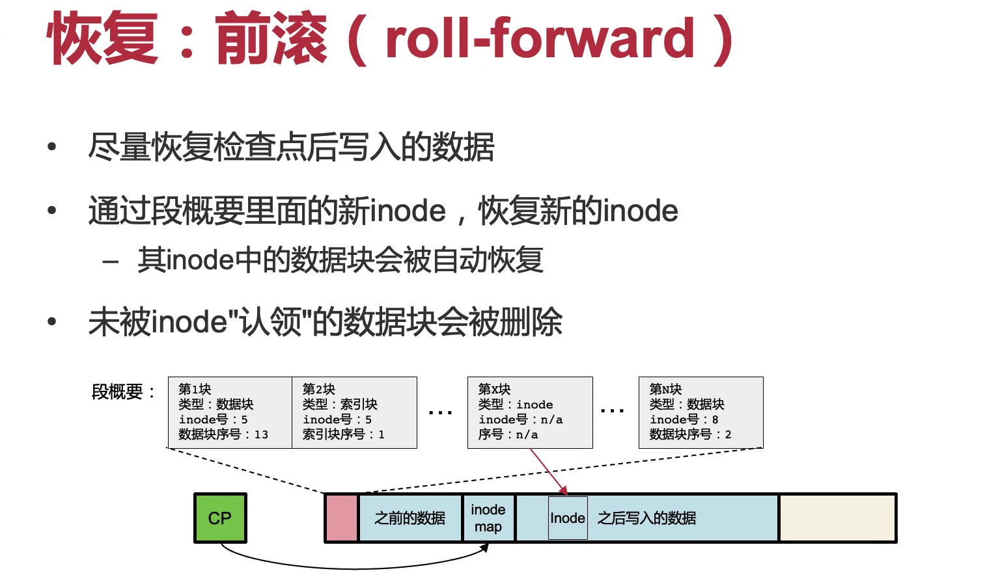 恢复：前滚（roll-forward）
• 尽量恢复检查点后写入的数据
• 通过段概要里面的新inode，恢复新的inode
– 其inode中的数据块会被自动恢复
• 未被inode"认领"的数据块会被删除
段概要：
第1块
类型：数据块
inode号：5
数据块序号：13
第2块
类型：索引块
inode号：5
索引块序号：1
...
第X块
类型：inode
inode号：n/a
序号：n/a
...
第N块
类型：数据块
inode号：8
数据块序号：2
CP
之前的数据
inode
map
Inode
之后写入的数据